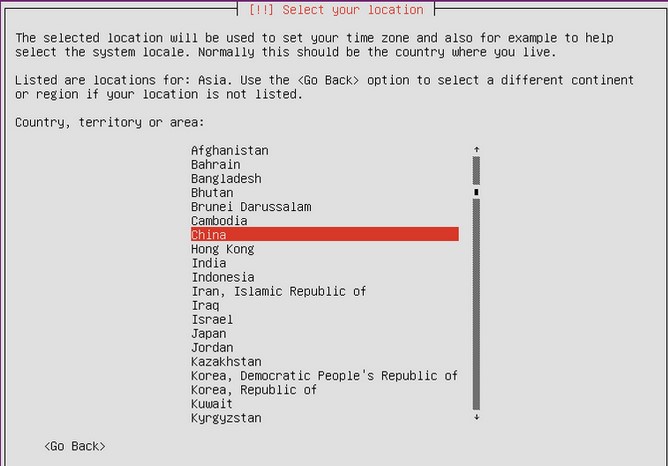 [!!] Select your location
The selected location will be used to set your time zone and also for example to help
select the system locale. Normally this should be the country where you live.
Listed are locations for: Asia. Use the <Go Back> option to select a different continent
or region if your location is not listed.
Country, territory or area:
Afghanistan
Bahrain
Bangladesh
Bhutan
Brunei Darussalam
Cambodia
China
Hong Kong
India
Indonesia
Iran, Islamic Republic of
Iraq
Israel
Japan
Jordan
Kazakhstan
Korea, Democratic People's Republic of
Korea, Republic of
Kuwait
Kyrgyzstan
<Go Back>